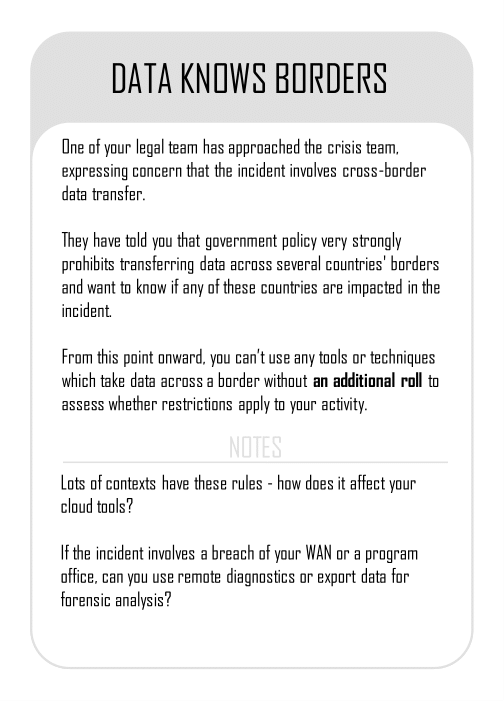 DATA KNOWS BORDERS
One of your legal team has approached the crisis team,
expressing concern that the incident involves cross-border
data transfer.
They have told you that government policy very strongly
prohibits transferring data across several countries' borders
and want to know if any of these countries are impacted in the
incident.
From this point onward, you can't use any tools or techniques
which take data across a border without an additional roll to
assess whether restrictions apply to your activity.
NOTES
Lots of contexts have these rules - how does it affect your
cloud tools?
If the incident involves a breach of your WAN or a program
office, can you use remote diagnostics or export data for
forensic analysis?